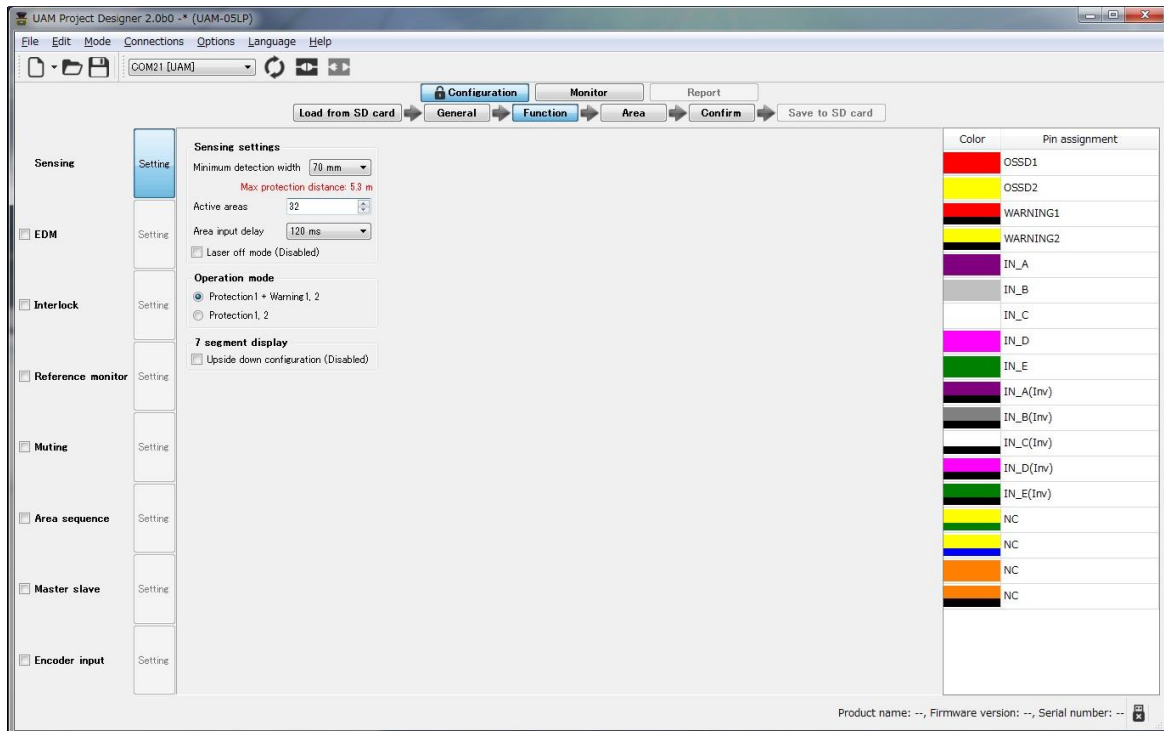 UAM Project Designer 2.0b0 -* (UAM-05LP)
File Edit Mode Connections Options Language Help
COM21 [UAM]
Configuration Monitor Report
Load from SD card General Function Area Confirm Save to SD card
Sensing Setting
EDM Setting
Interlock Setting
Reference monitor Setting
Muting Setting
Area sequence Setting
Master slave Setting
Encoder input Setting
Sensing settings
Minimum detection width 70 mm
Max protection distance: 5.3 m
Active areas 32
Area input delay 120 ms
Laser off mode (Disabled)
Operation mode
Protection1 + Warning1, 2
Protection1, 2
7 segment display
Upside down configuration (Disabled)
Color Pin assignment
OSSD1
OSSD2
WARNING1
WARNING2
IN_A
IN_B
IN_C
IN_D
IN_E
IN_A(Inv)
IN_B(Inv)
IN_C(Inv)
IN_D(Inv)
IN_E(Inv)
NC
NC
NC
NC
Product name: --, Firmware version: --, Serial number: --